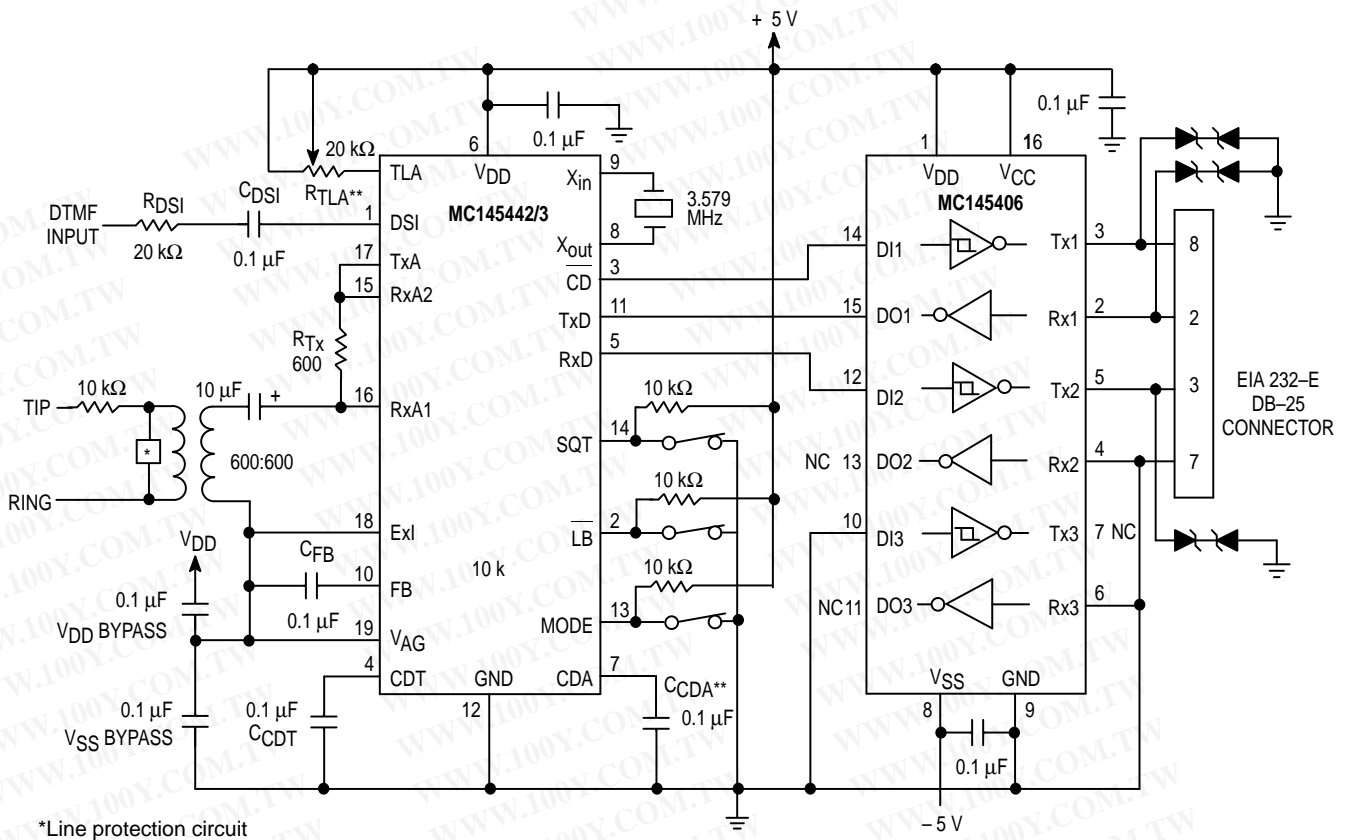 + 5 V
0.1 µF
0.1 µF
20 kΩ
RTLA**
6
VDD
TLA
MC145442/3
9
Xin
3.579
MHz
8
Xout
DTMF
INPUT
RDSI
20 kΩ
CDSI
0.1 µF
1
DSI
17
TxA
15
RxA2
RTx
600
3
CD
11
TxD
5
RxD
TIP
10 kΩ
10 µF
+
16
RxA1
*
600:600
RING
10 kΩ
14
SQT
10 kΩ
2
LB
10 kΩ
13
MODE
18
ExI
10 k
VDD
CFB
0.1 µF
10
FB
0.1 µF
VDD BYPASS
19
VAG
4
CDT
GND
12
CDA
7
CCDA**
0.1 µF
0.1 µF
VSS BYPASS
0.1 µF
CCDT
1
16
VDD
VCC
MC145406
14
DI1
Tx1
3
8
15
DO1
Rx1
2
2
12
DI2
Tx2
5
3
NC 13
DO2
Rx2
4
7
10
DI3
Tx3
7 NC
NC11
DO3
Rx3
6
EIA 232–E
DB–25
CONNECTOR
VSS
GND
8
9
0.1 µF
– 5 V
*Line protection circuit
WWW.100Y.COM.TW